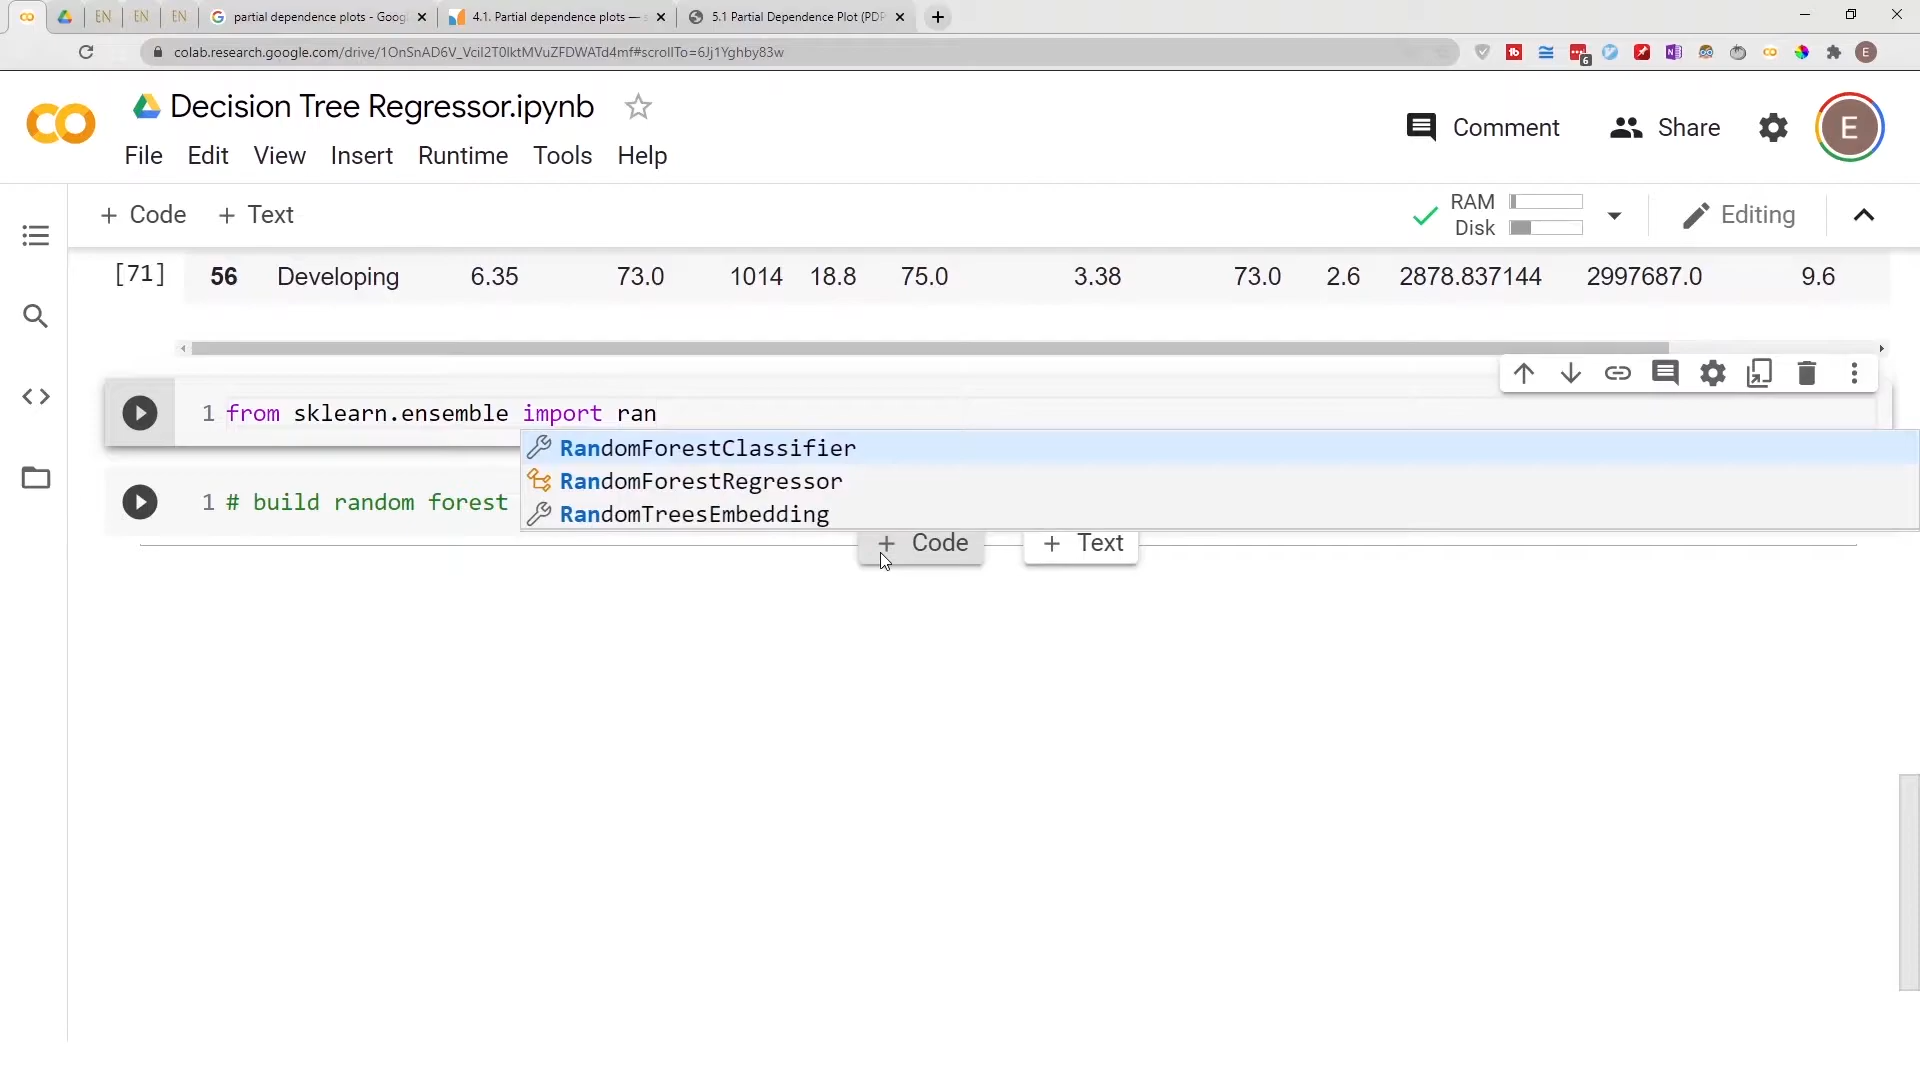 EN
EN
EN
partial dependence plots - Goog
4.1. Partial dependence plots — s
5.1 Partial Dependence Plot (PDP
colab.research.google.com/drive/1OnSnAD6V_Vcil2T0lktMVuZFDWATd4mf#scrollTo=6Jj1Yghby83w
6
E
Decision Tree Regressor.ipynb
Comment
Share
E
File Edit View Insert Runtime Tools Help
+ Code + Text
RAM
Disk
Editing
[71] 56 Developing 6.35 73.0 1014 18.8 75.0 3.38 73.0 2.6 2878.837144 2997687.0 9.6
1 from sklearn.ensemble import ran
RandomForestClassifier
RandomForestRegressor
RandomTreesEmbedding
1 # build random forest
+ Code + Text